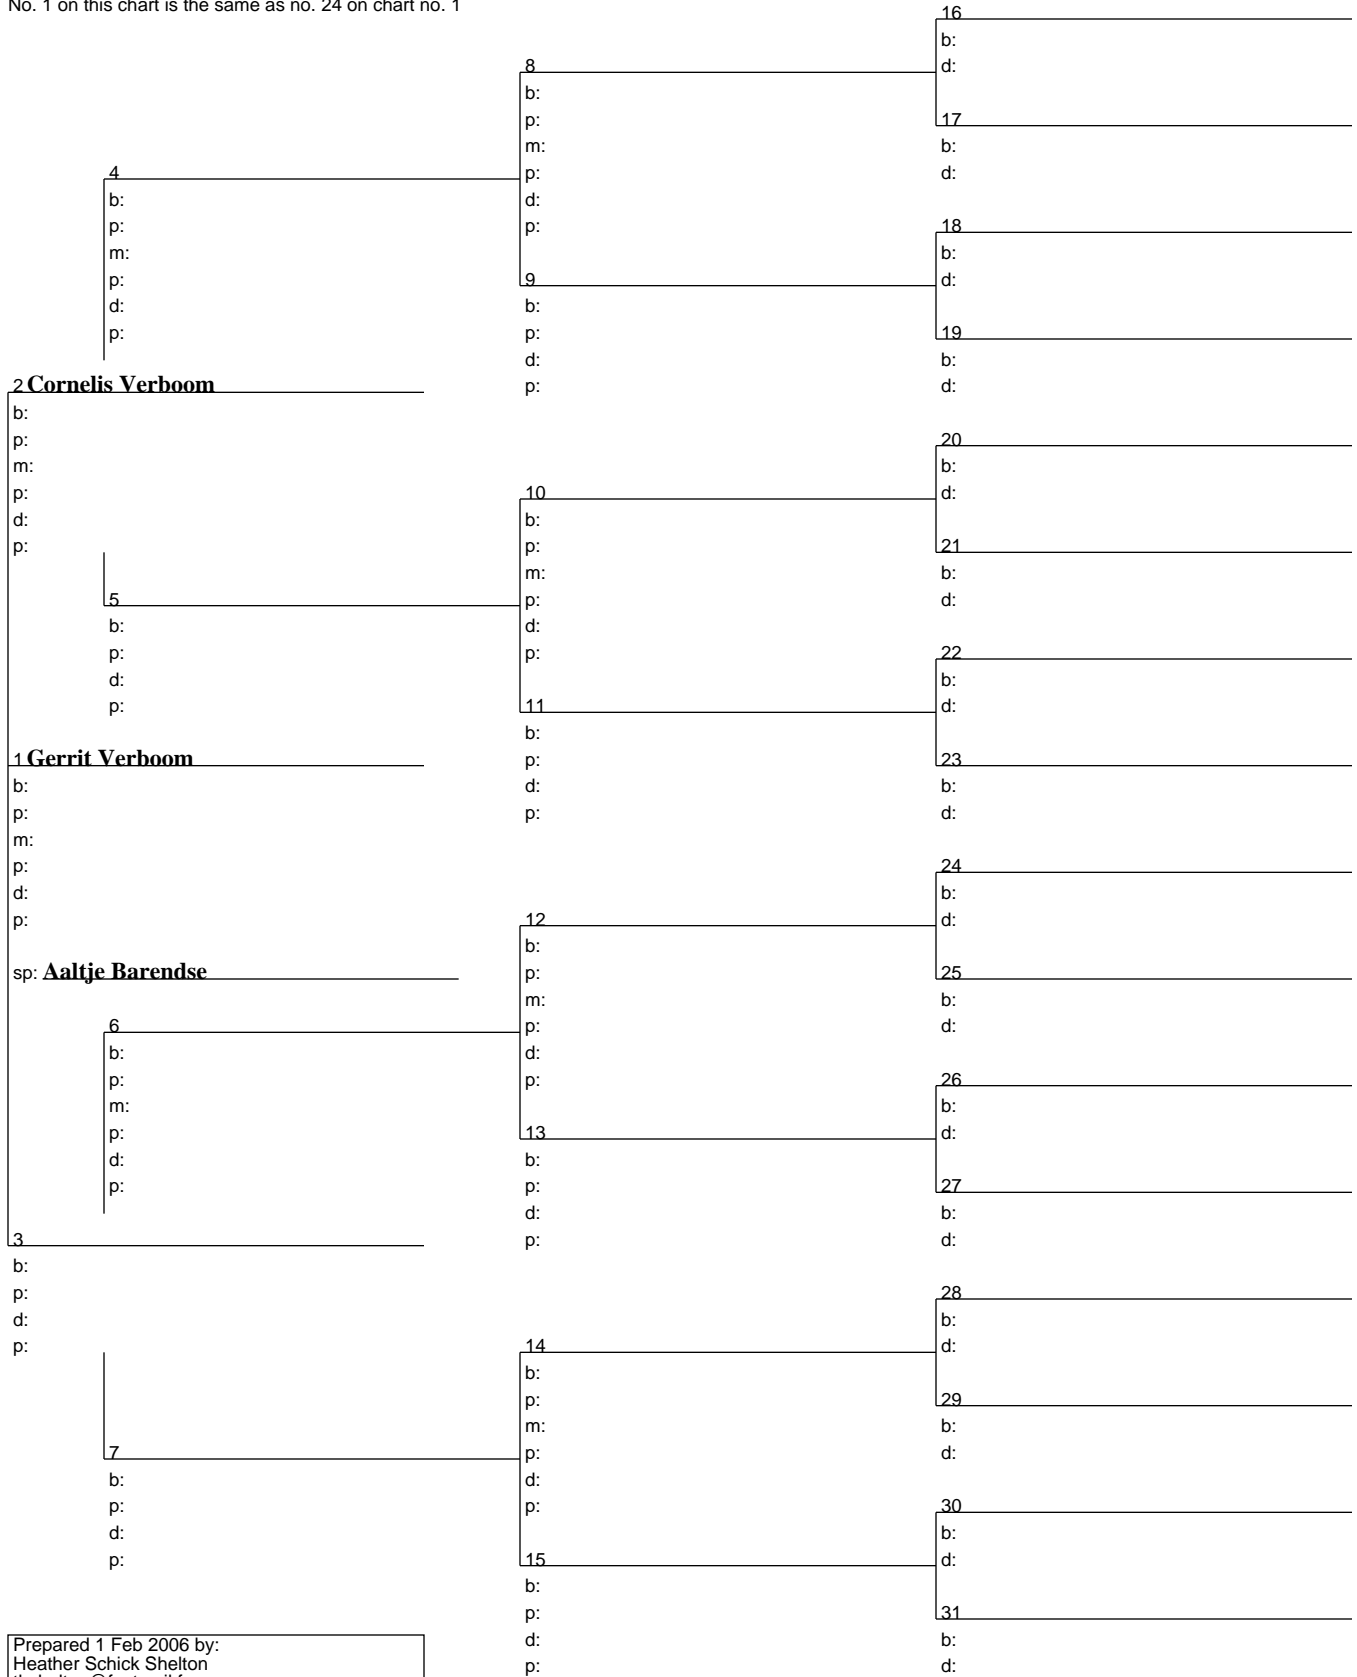 No. 1 on this chart is the same as no. 24 on chart no. 1
16
b:
d:
8
b:
p:
m:
p:
d:
p:
17
b:
d:
4
b:
p:
m:
p:
d:
p:
18
b:
d:
9
b:
p:
d:
p:
19
b:
d:
2 Cornelis Verboom
b:
p:
m:
p:
d:
p:
20
b:
d:
10
b:
p:
m:
p:
d:
p:
21
b:
d:
5
b:
p:
d:
p:
22
b:
d:
11
b:
p:
d:
p:
23
b:
d:
1 Gerrit Verboom
b:
p:
m:
p:
d:
p:
sp: Aaltje Barendse
24
b:
d:
12
b:
p:
m:
p:
d:
p:
25
b:
d:
6
b:
p:
m:
p:
d:
p:
26
b:
d:
13
b:
p:
d:
p:
27
b:
d:
3
b:
p:
d:
p:
28
b:
d:
14
b:
p:
m:
p:
d:
p:
29
b:
d:
7
b:
p:
d:
p:
30
b:
d:
15
b:
p:
d:
p:
31
b:
d:
Prepared 1 Feb 2006 by:
Heather Schick Shelton